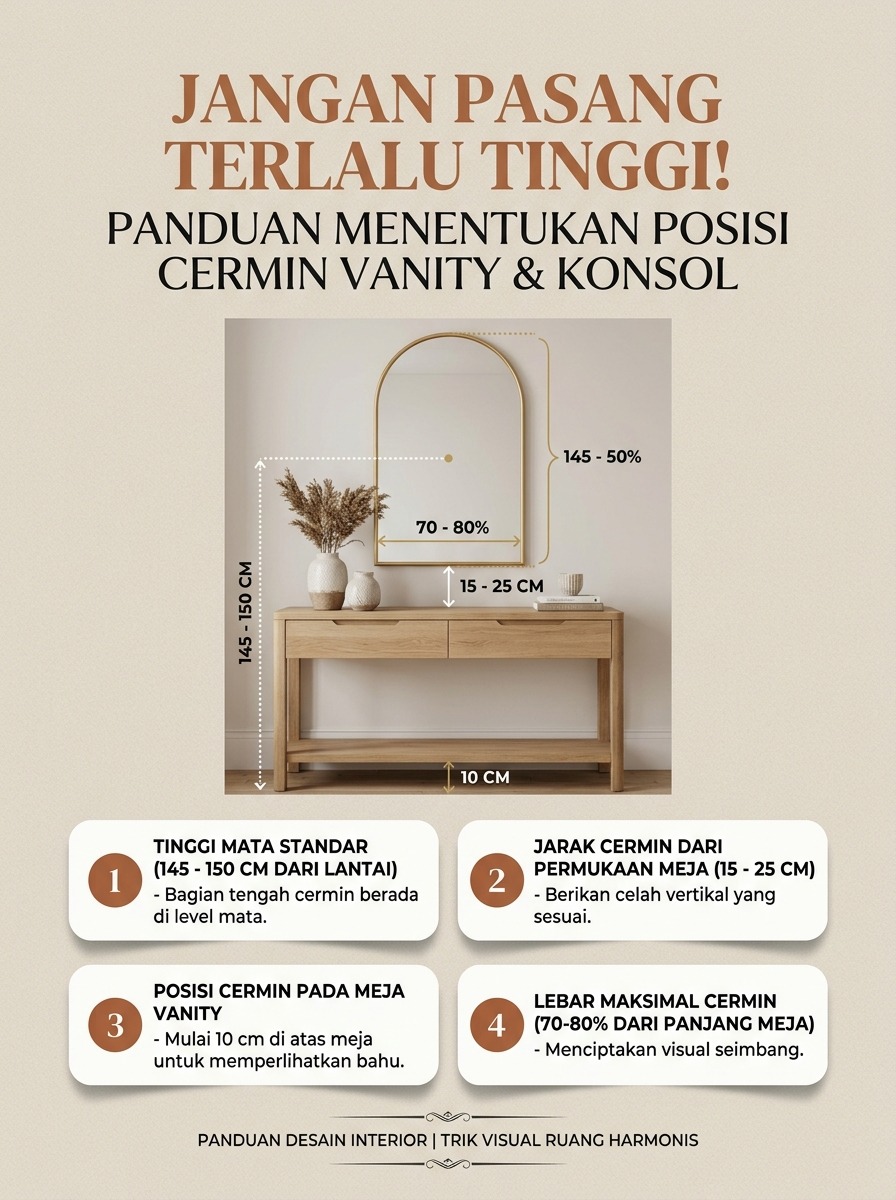 JANGAN PASANG
TERLALU TINGGI!
PANDUAN MENENTUKAN POSISI
CERMIN VANITY & KONSOL
145 - 50%
70 - 80%
15 - 25 CM
145 - 150 CM
10 CM
1
TINGGI MATA STANDAR
(145 - 150 CM DARI LANTAI)
- Bagian tengah cermin berada
di level mata.
2
JARAK CERMIN DARI
PERMUKAAN MEJA (15 - 25 CM)
- Berikan celah vertikal yang
sesuai.
3
POSISI CERMIN PADA MEJA
VANITY
- Mulai 10 cm di atas meja
untuk memperlihatkan bahu.
4
LEBAR MAKSIMAL CERMIN
(70-80% DARI PANJANG MEJA)
- Menciptakan visual seimbang.
PANDUAN DESAIN INTERIOR | TRIK VISUAL RUANG HARMONIS